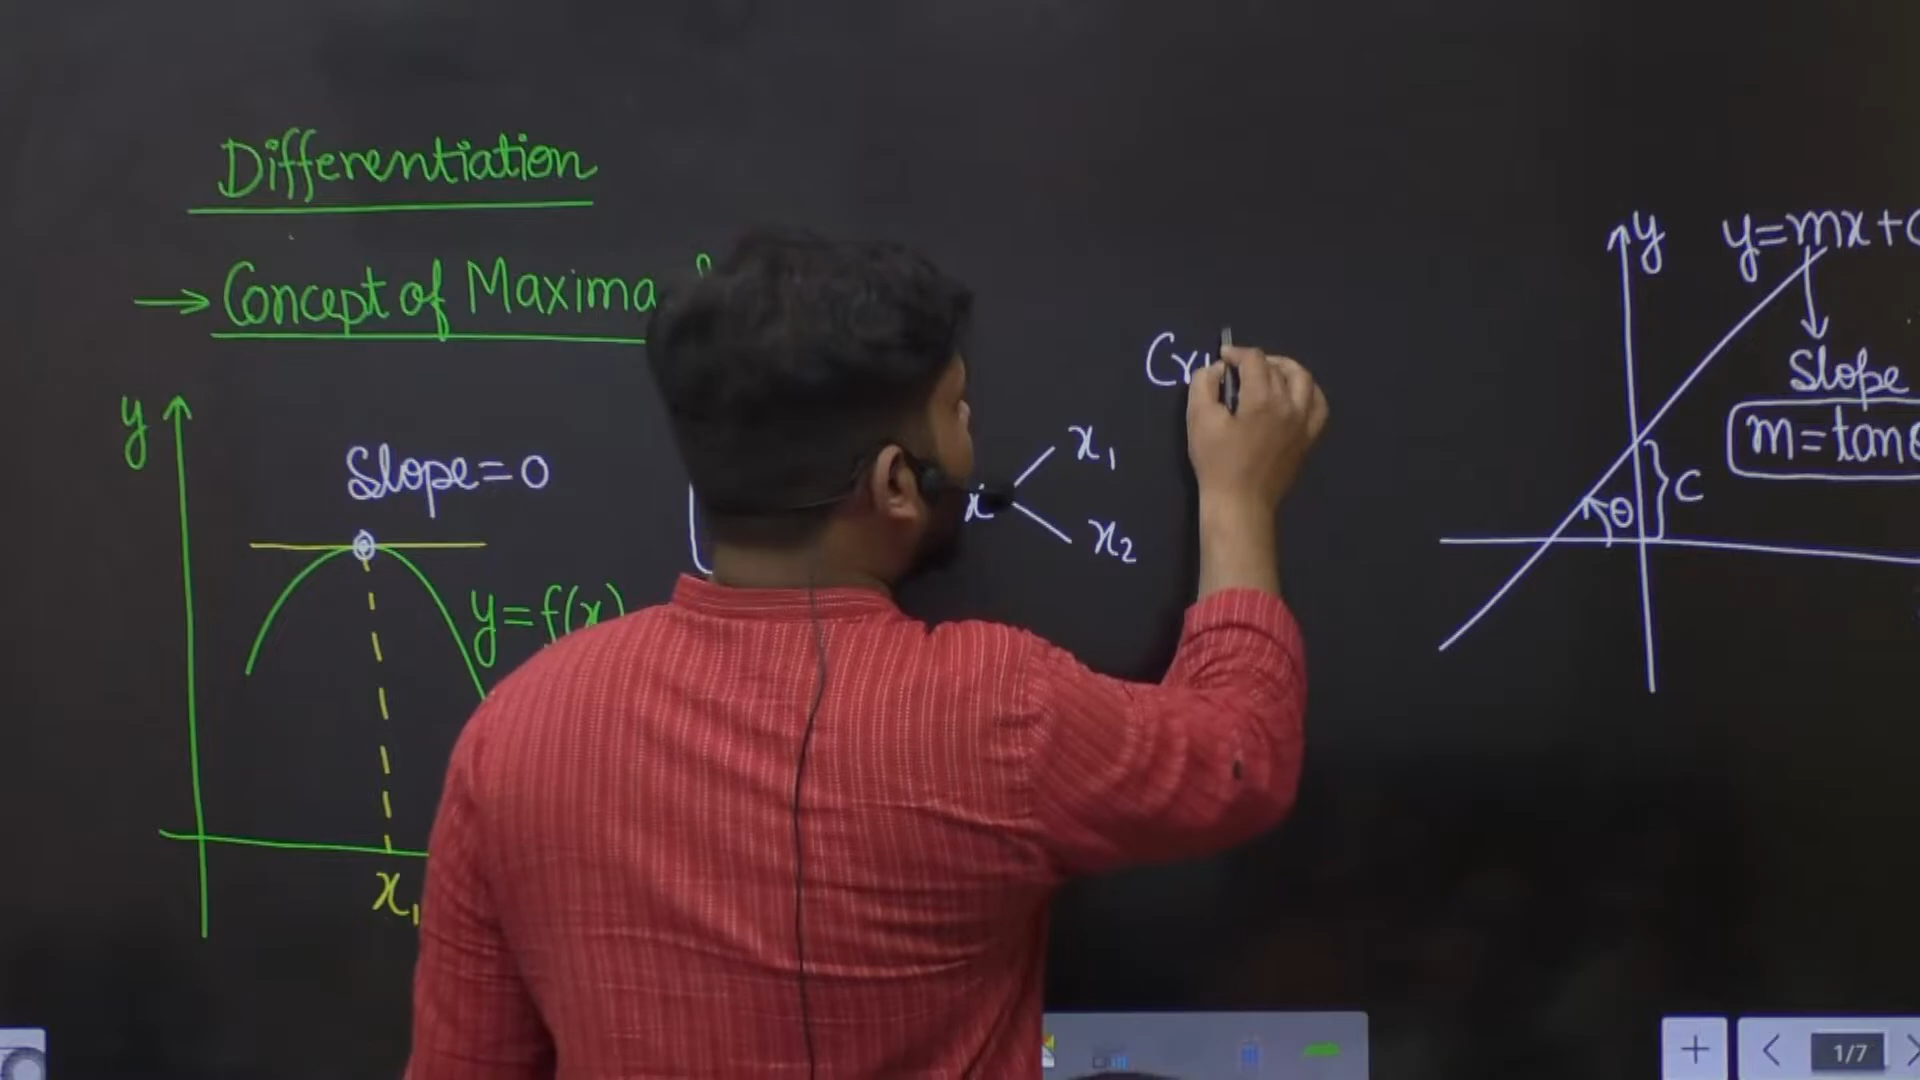 Differentiation
→ Concept of Maxima
y
Slope=0
y=f(x)
x₁
x
x₁
x₂
y
y=mx+c
Slope
m=tanθ
θ
C
1/7